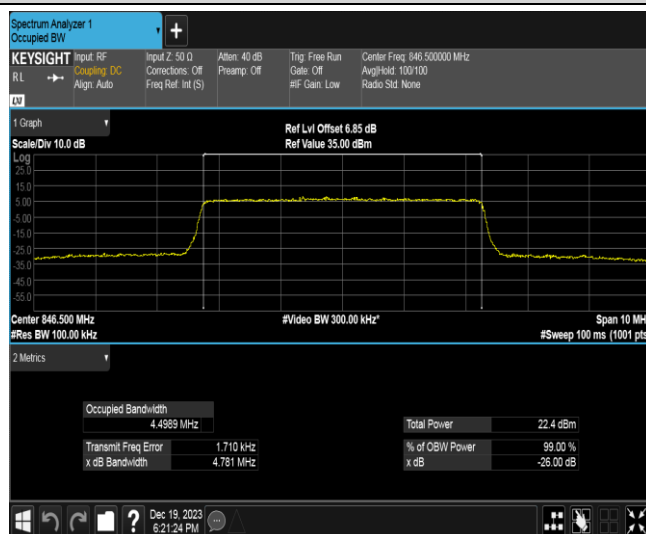 Spectrum Analyzer 1
Occupied BW
+
KEYSIGHT
RL
LXI
Input: RF
Coupling: DC
Align: Auto
Input Z: 50 Ω
Corrections: Off
Freq Ref: Int (S)
Atten: 40 dB
Preamp: Off
Trig: Free Run
Gate: Off
#IF Gain: Low
Center Freq: 846.500000 MHz
Avg|Hold: 100/100
Radio Std: None
1 Graph
Scale/Div 10.0 dB
Ref Lvl Offset 6.85 dB
Ref Value 35.00 dBm
Log
25.0
15.0
5.00
-5.00
-15.0
-25.0
-35.0
-45.0
-55.0
Center 846.500 MHz
#Res BW 100.00 kHz
#Video BW 300.00 kHz*
Span 10 MH
#Sweep 100 ms (1001 pts
2 Metrics
Occupied Bandwidth
4.4989 MHz
Transmit Freq Error 1.710 kHz
x dB Bandwidth 4.781 MHz
Total Power 22.4 dBm
% of OBW Power 99.00 %
x dB -26.00 dB
?
Dec 19, 2023
6:21:24 PM